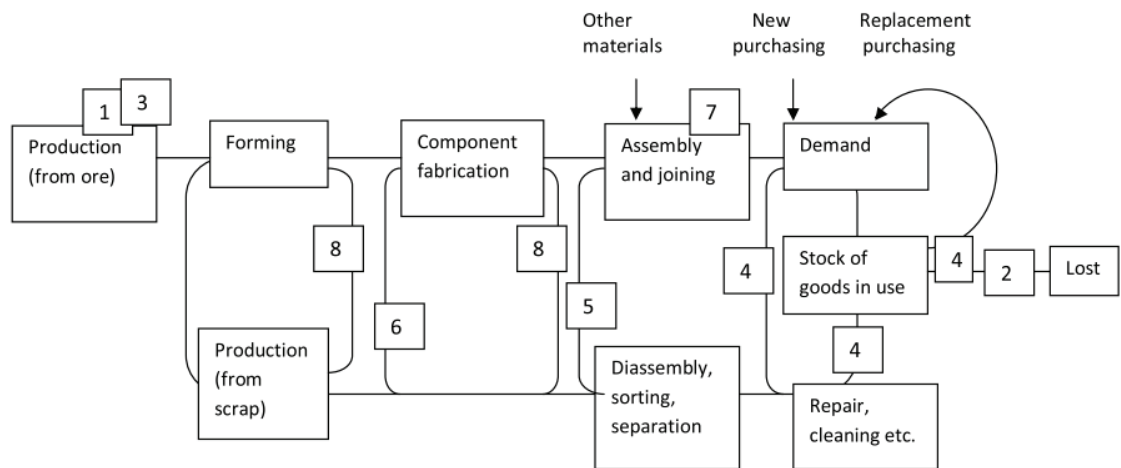 Other
materials
New
purchasing
Replacement
purchasing
1
3
7
Production
(from ore)
Forming
Component
fabrication
Assembly
and joining
Demand
8
8
4
Stock of
goods in use
4
2
Lost
6
5
4
Production
(from
scrap)
Diassembly,
sorting,
separation
Repair,
cleaning etc.